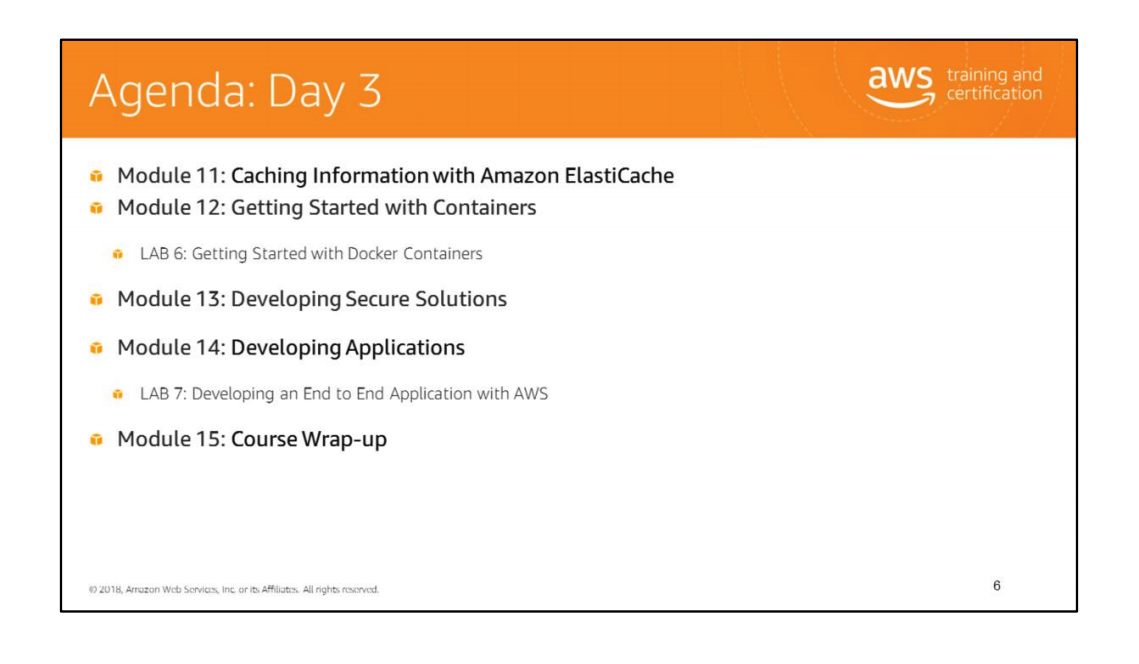 Agenda: Day 3
aws training and certification
Module 11: Caching Information with Amazon ElastiCache
Module 12: Getting Started with Containers
LAB 6: Getting Started with Docker Containers
Module 13: Developing Secure Solutions
Module 14: Developing Applications
LAB 7: Developing an End to End Application with AWS
Module 15: Course Wrap-up
© 2018, Amazon Web Services, Inc. or its Affiliates. All rights reserved.
6